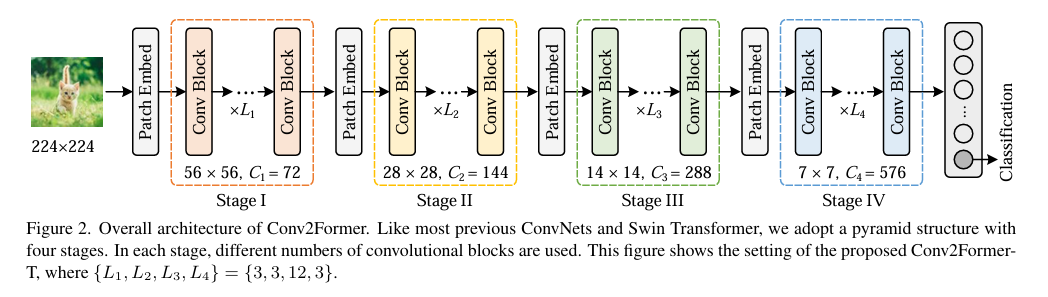 224×224
Patch Embed
Conv Block
...
×L₁
Conv Block
56 × 56, C₁ = 72
Stage I
Patch Embed
Conv Block
...
×L₂
Conv Block
28 × 28, C₂ = 144
Stage II
Patch Embed
Conv Block
...
×L₃
Conv Block
14 × 14, C₃ = 288
Stage III
Patch Embed
Conv Block
...
×L₄
Conv Block
7 × 7, C₄ = 576
Stage IV
...
Classification
Figure 2. Overall architecture of Conv2Former. Like most previous ConvNets and Swin Transformer, we adopt a pyramid structure with
four stages. In each stage, different numbers of convolutional blocks are used. This figure shows the setting of the proposed Conv2Former-
T, where {L₁, L₂, L₃, L₄} = {3, 3, 12, 3}.